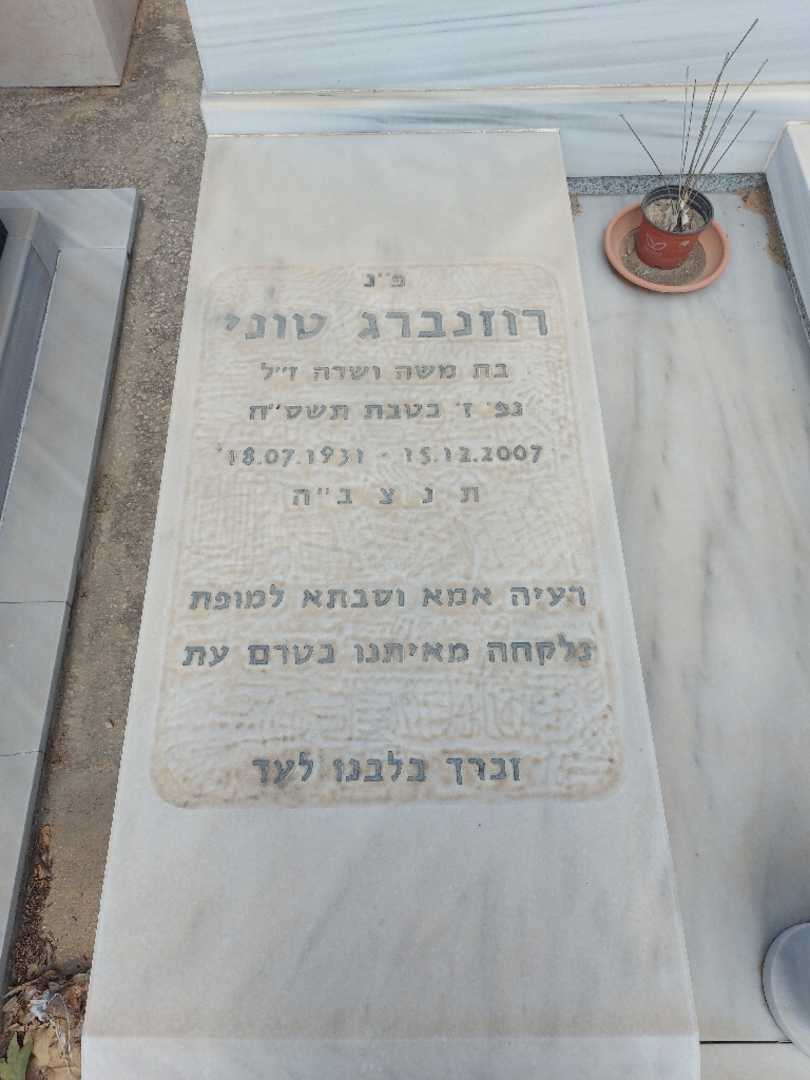 פ״נ
רוזנברג טוני
בת משה ושרה ז״ל
נפ׳ ז׳ בטבת תשס״ח
18.07.1931 - 15.12.2007
ת נ צ ב״ה
רעיה אמא וסבתא למופת
נלקחה מאיתנו בטרם עת
זכרך בלבנו לעד